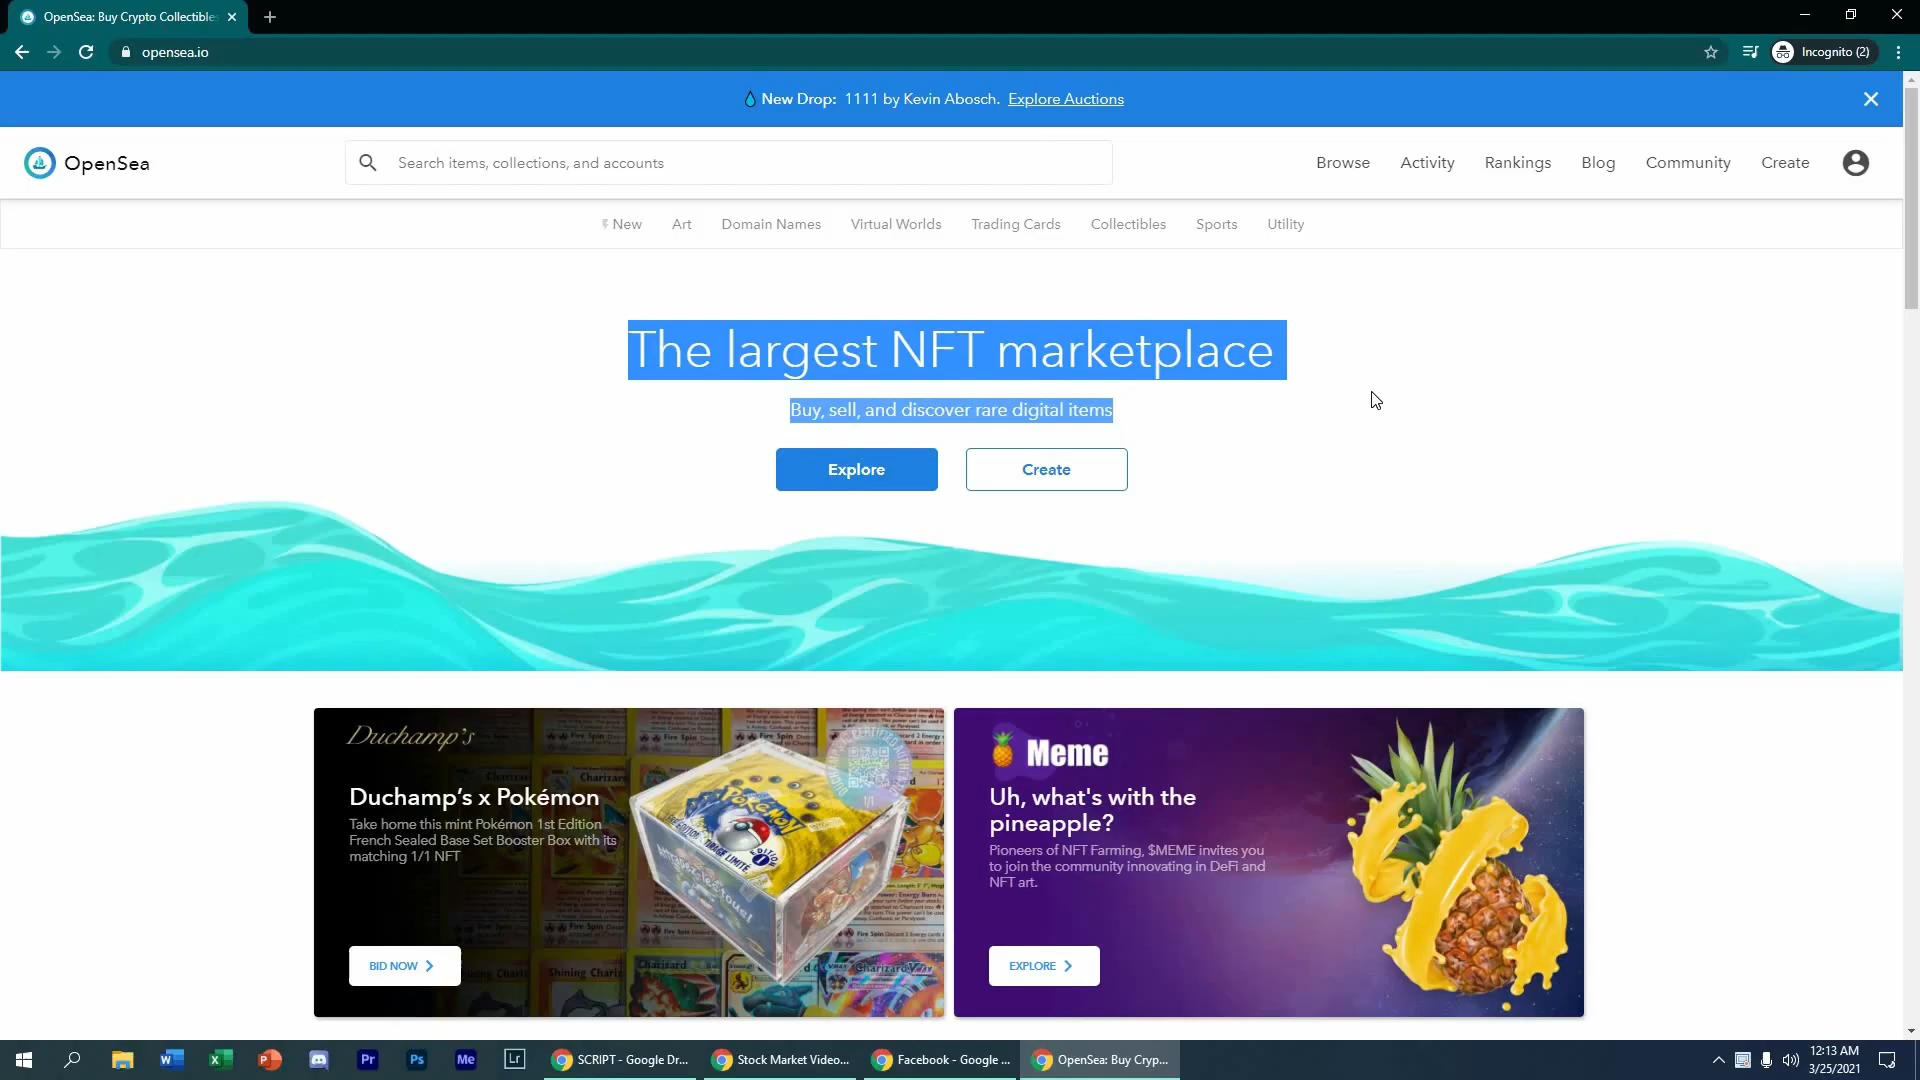 OpenSea: Buy Crypto Collectibles
opensea.io
Incognito (2)
New Drop: 1111 by Kevin Abosch. Explore Auctions
OpenSea
Search items, collections, and accounts
Browse
Activity
Rankings
Blog
Community
Create
New
Art
Domain Names
Virtual Worlds
Trading Cards
Collectibles
Sports
Utility
The largest NFT marketplace
Buy, sell, and discover rare digital items
Explore
Create
Duchamp's
Duchamp's x Pokémon
Take home this mint Pokémon 1st Edition
French Sealed Base Set Booster Box with its
matching 1/1 NFT
BID NOW
POKÉMON
Charizard
Shining
Charizard
Meme
Uh, what's with the
pineapple?
Pioneers of NFT Farming, $MEME invites you
to join the community innovating in DeFi and
NFT art.
EXPLORE
SCRIPT - Google Dr...
Stock Market Video...
Facebook - Google ...
OpenSea: Buy Cryp...
12:13 AM
3/25/2021